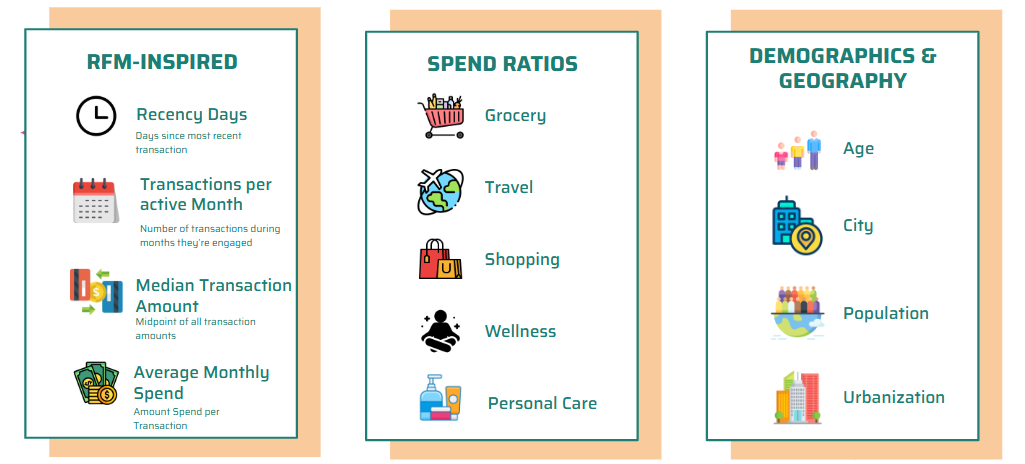 RFM-INSPIRED
Recency Days
Days since most recent
transaction
Transactions per
active Month
Number of transactions during
months they're engaged
Median Transaction
Amount
Midpoint of all transaction
amounts
Average Monthly
Spend
Amount Spend per
Transaction
SPEND RATIOS
Grocery
Travel
Shopping
Wellness
Personal Care
DEMOGRAPHICS &
GEOGRAPHY
Age
City
Population
Urbanization